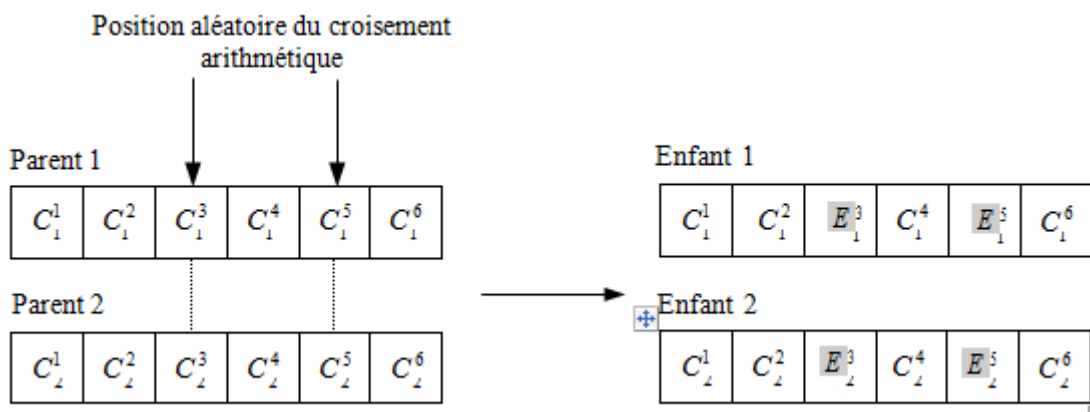 Position aléatoire du croisement
arithmétique
Parent 1
C₁¹ C₁² C₁³ C₁⁴ C₁⁵ C₁⁶
Parent 2
C₂¹ C₂² C₂³ C₂⁴ C₂⁵ C₂⁶
Enfant 1
C₁¹ C₁² E₁³ C₁⁴ E₁⁵ C₁⁶
Enfant 2
C₂¹ C₂² E₂³ C₂⁴ E₂⁵ C₂⁶